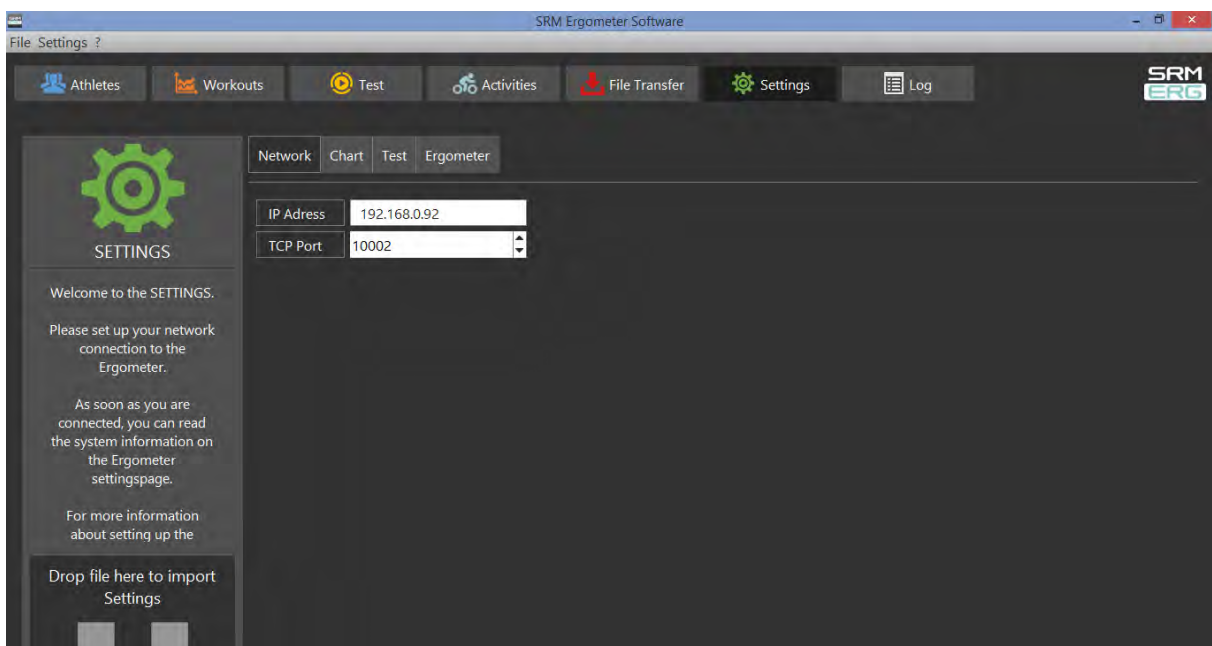 SRM Ergometer Software
File Settings ?
Athletes Workouts Test Activities File Transfer Settings Log
SRM
ERG
Network Chart Test Ergometer
IP Adress 192.168.0.92
TCP Port 10002
SETTINGS
Welcome to the SETTINGS.
Please set up your network
connection to the
Ergometer.
As soon as you are
connected, you can read
the system information on
the Ergometer
settingspage.
For more information
about setting up the
Drop file here to import
Settings